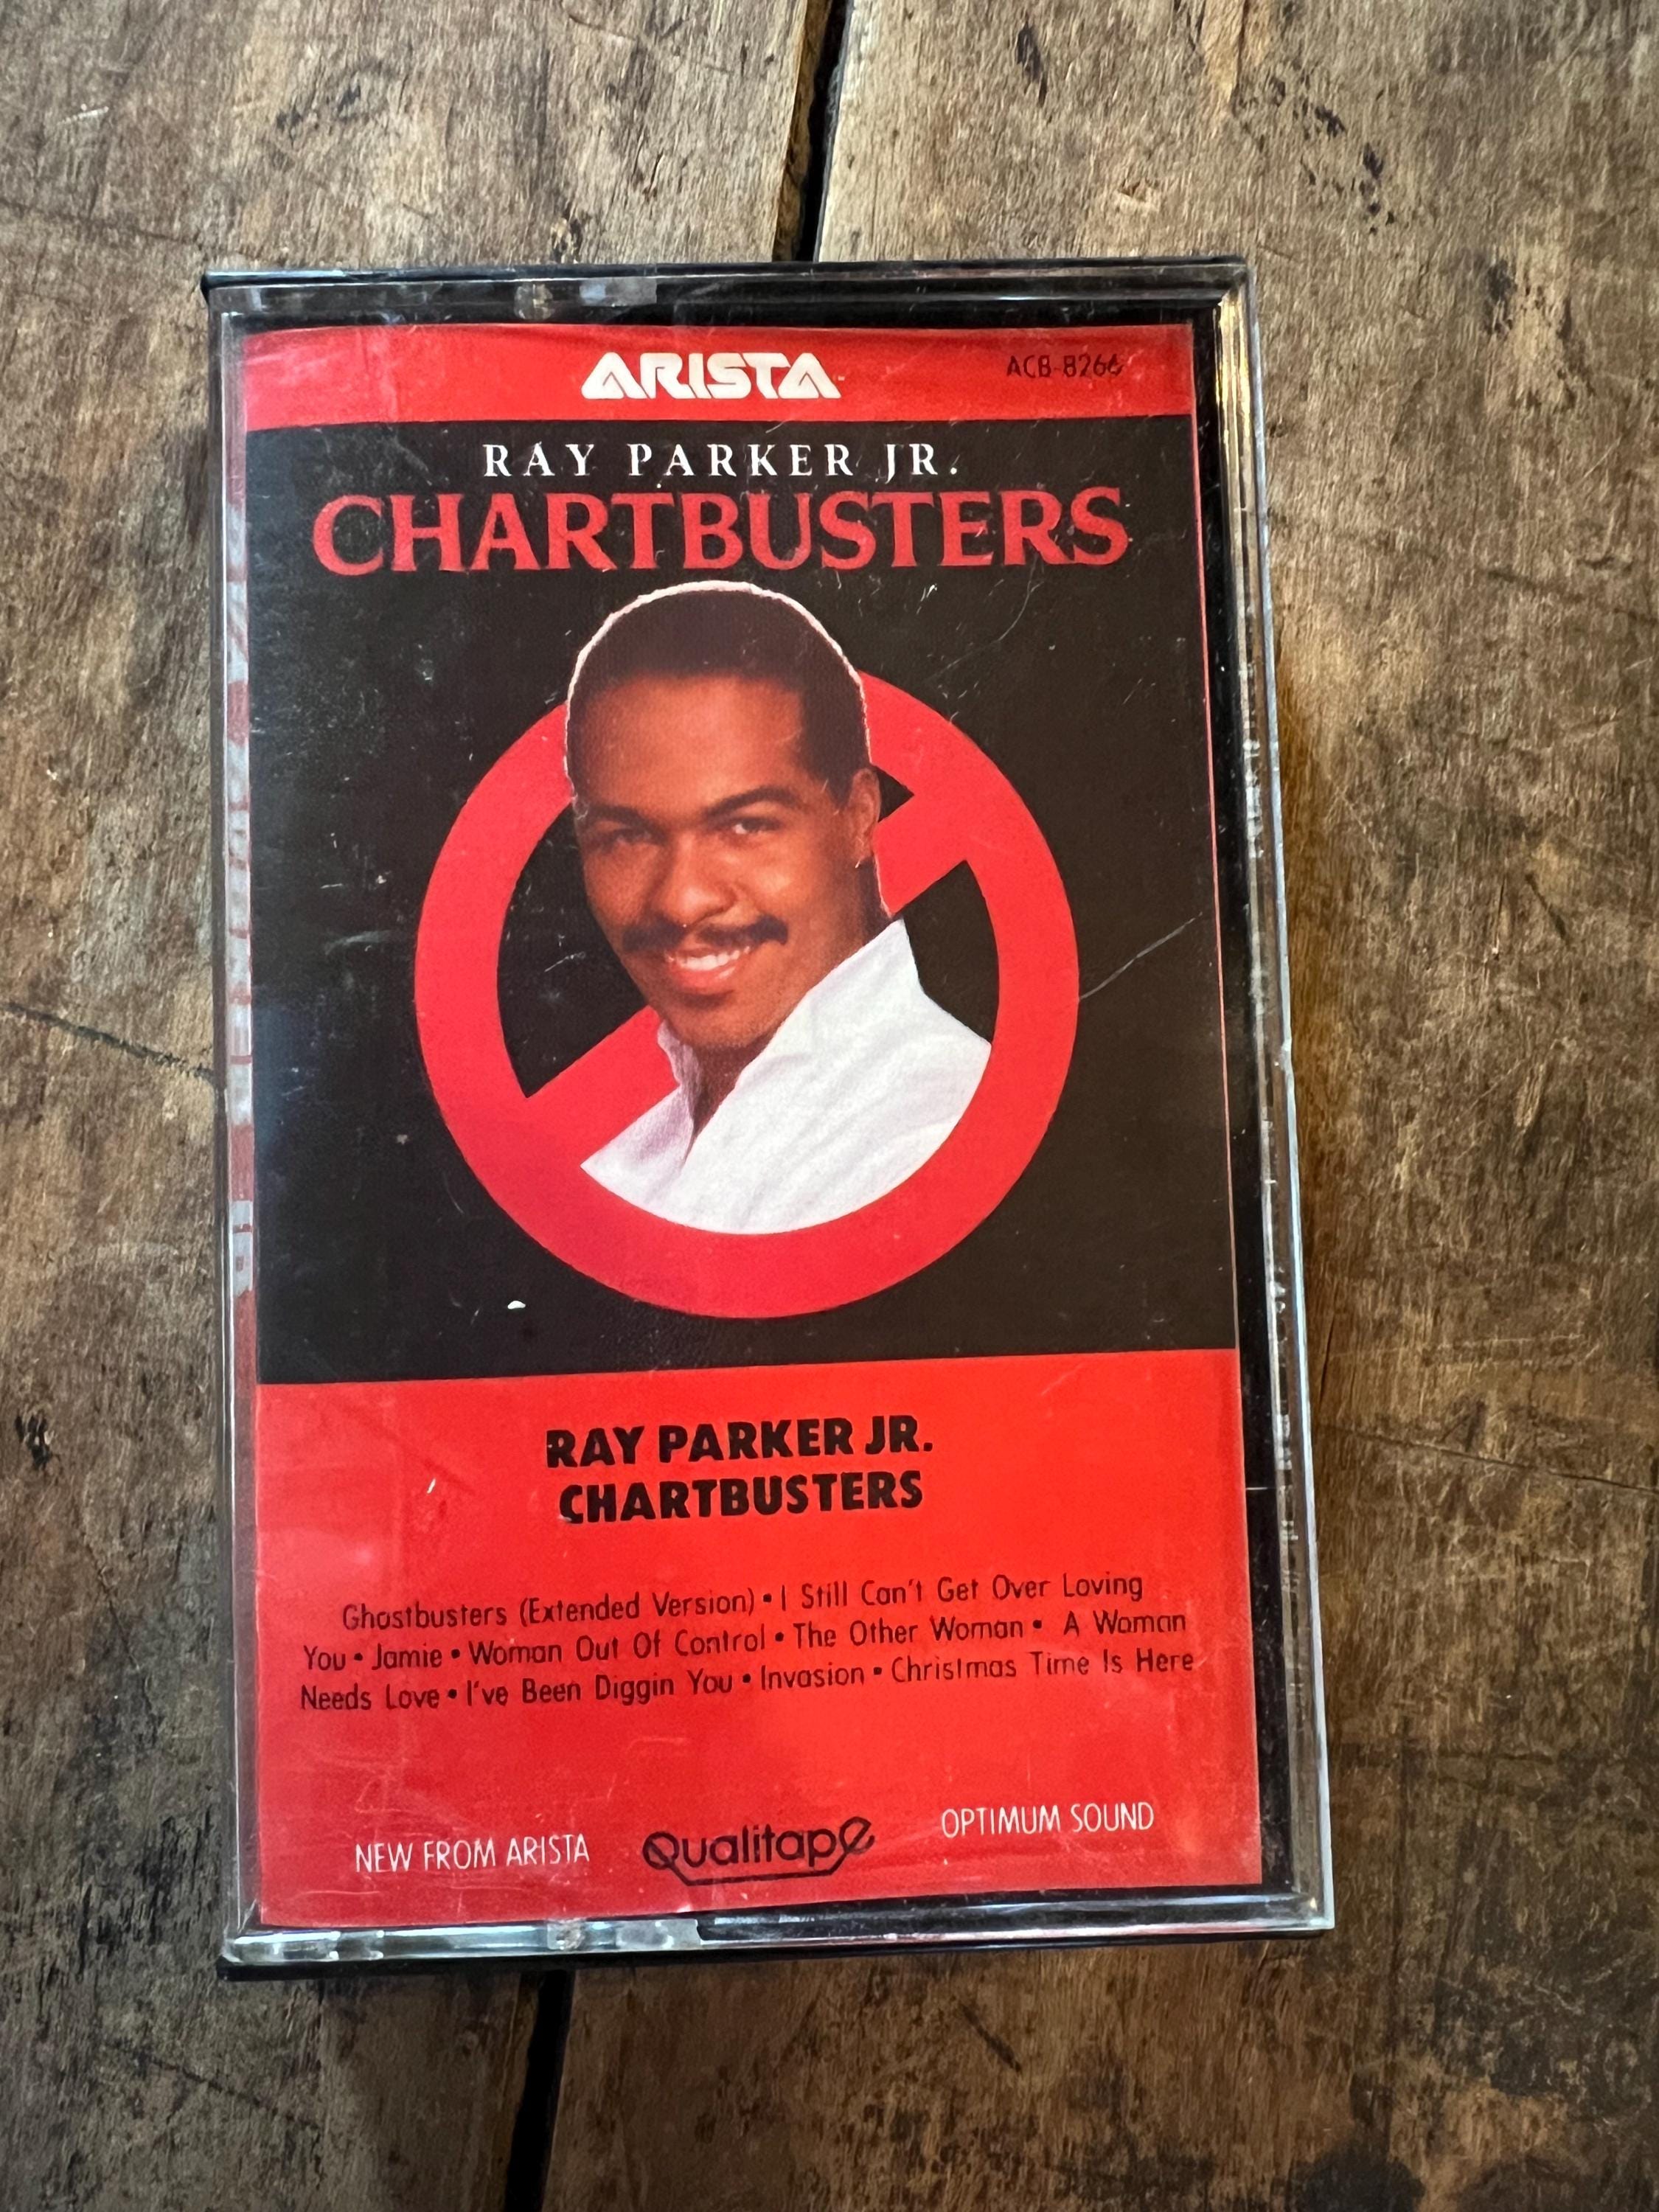 ARISTA
ACB-8266
RAY PARKER JR.
CHARTBUSTERS
RAY PARKER JR.
CHARTBUSTERS
Ghostbusters (Extended Version) • I Still Can't Get Over Loving
You • Jamie • Woman Out Of Control • The Other Woman • A Woman
Needs Love • I've Been Diggin You • Invasion • Christmas Time Is Here
NEW FROM ARISTA
Qualitape
OPTIMUM SOUND